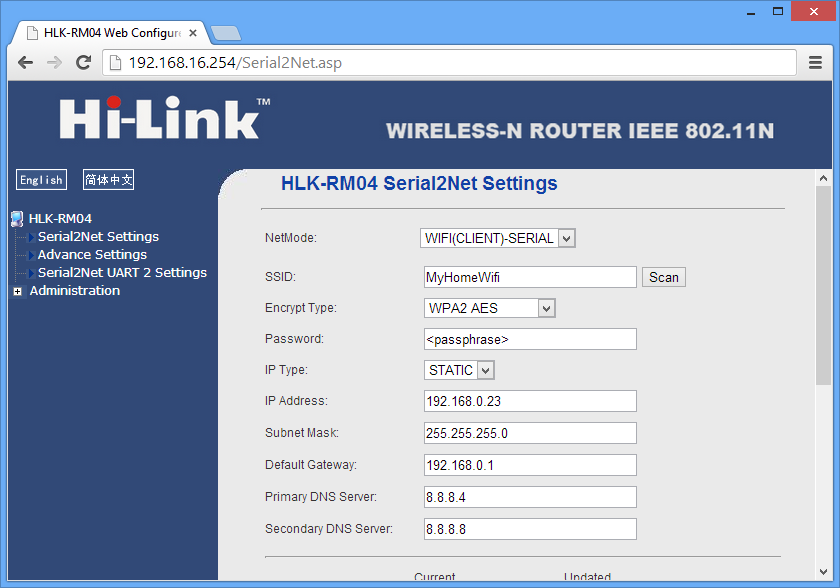 HLK-RM04 Web Configur
192.168.16.254/Serial2Net.asp
Hi-Link™
WIRELESS-N ROUTER IEEE 802.11N
English 简体中文
HLK-RM04
Serial2Net Settings
Advance Settings
Serial2Net UART 2 Settings
Administration
HLK-RM04 Serial2Net Settings
NetMode: WIFI(CLIENT)-SERIAL
SSID: MyHomeWifi Scan
Encrypt Type: WPA2 AES
Password: <passphrase>
IP Type: STATIC
IP Address: 192.168.0.23
Subnet Mask: 255.255.255.0
Default Gateway: 192.168.0.1
Primary DNS Server: 8.8.8.4
Secondary DNS Server: 8.8.8.8
Current Updated